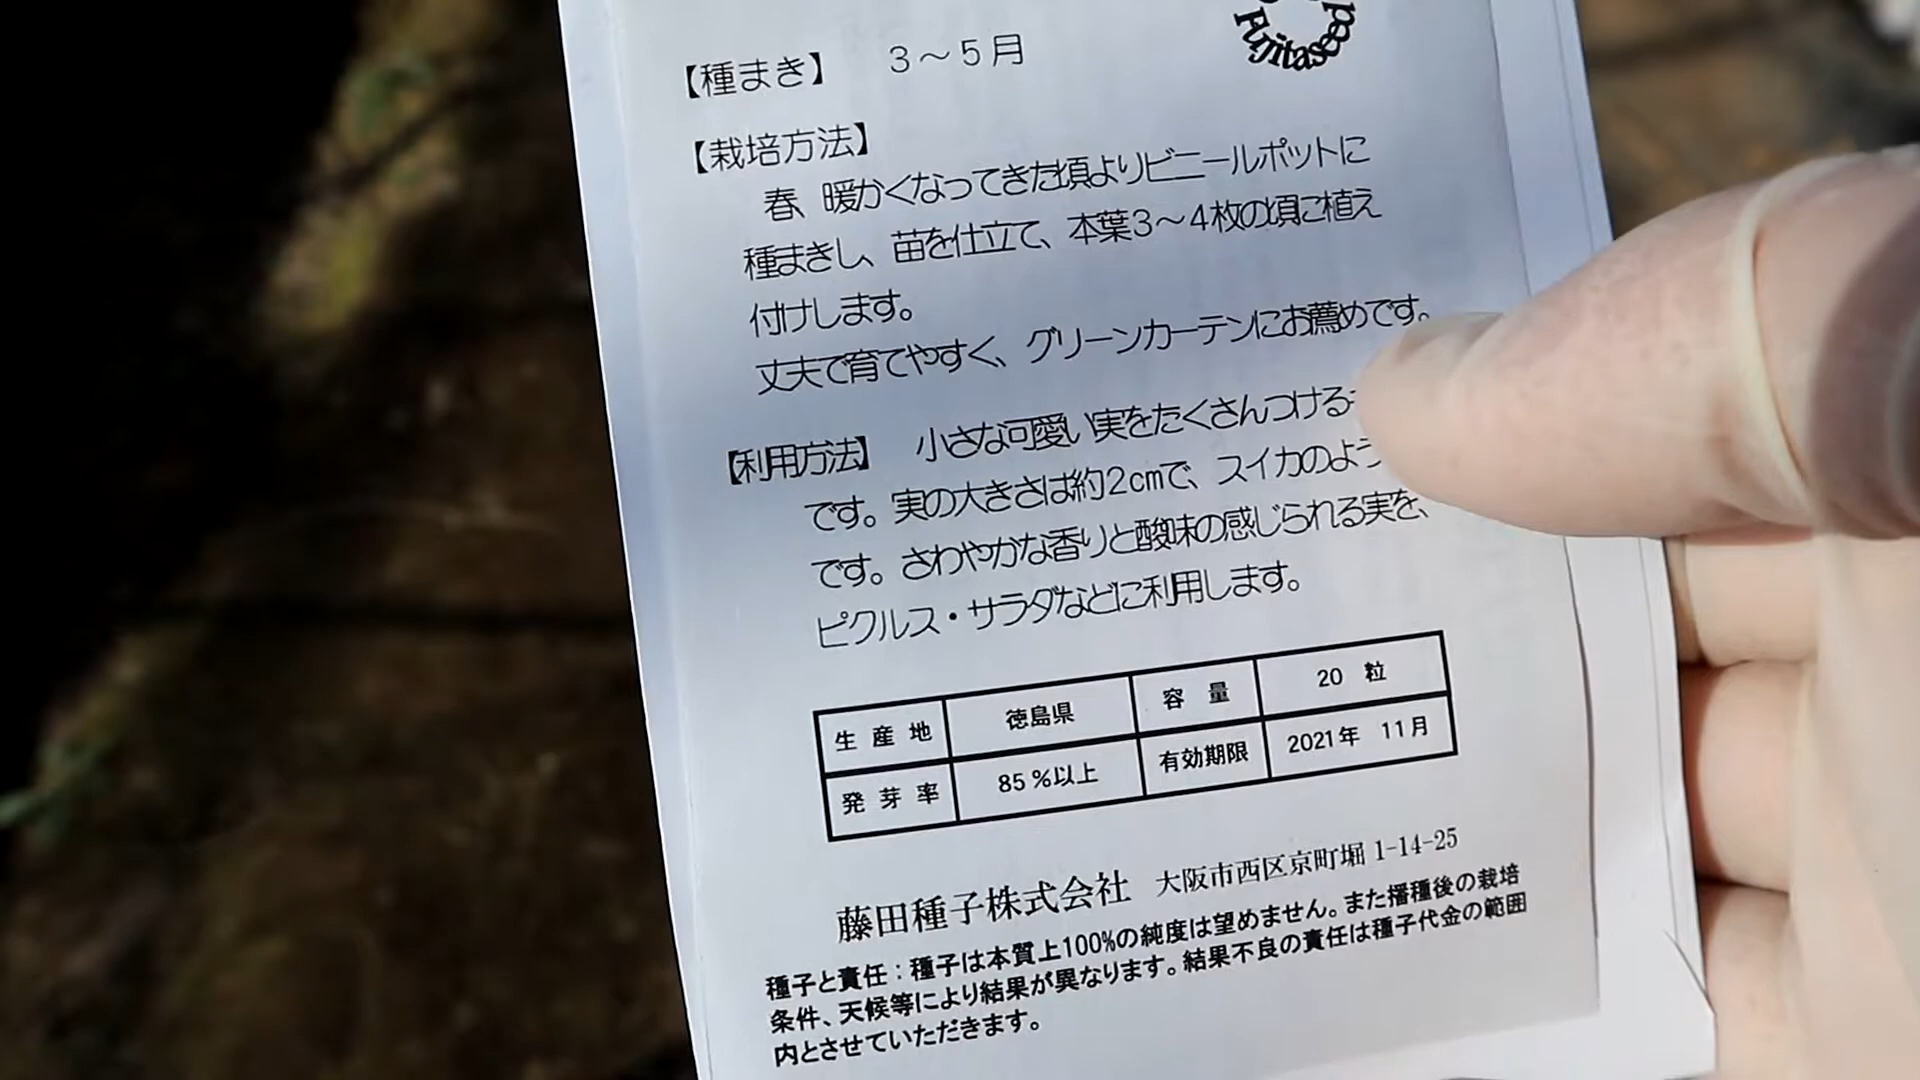 Fujitaseed
【種まき】 3～5月
【栽培方法】
春、暖かくなってきた頃よりビニールポットに
種まきし、苗を仕立て、本葉3～4枚の頃に植え
付けします。
丈夫で育てやすく、グリーンカーテンにお薦めです。
【利用方法】 小さな可愛い実をたくさんつける
です。実の大きさは約2cmで、スイカのよう
です。さわやかな香りと酸味の感じられる実を、
ピクルス・サラダなどに利用します。
生産地 徳島県 容量 20 粒
発芽率 85%以上 有効期限 2021年 11月
藤田種子株式会社 大阪市西区京町堀 1-14-25
種子と責任：種子は本質上100%の純度は望めません。また播種後の栽培
条件、天候等により結果が異なります。結果不良の責任は種子代金の範囲
内とさせていただきます。